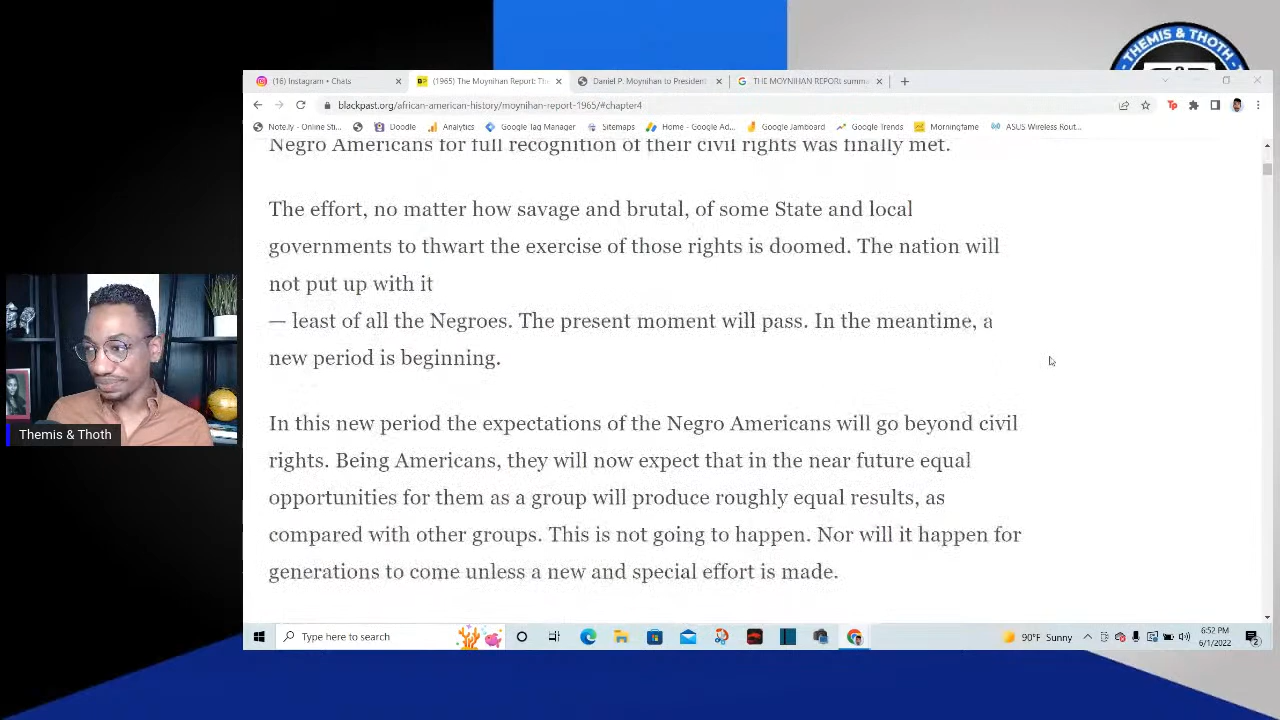 THEMIS & THOTH
(16) Instagram • Chats
(1965) The Moynihan Report: The
Daniel P. Moynihan to President
THE MOYNIHAN REPORt summ
blackpast.org/african-american-history/moynihan-report-1965/#chapter4
Note.ly - Online Sti...
Doodle
Analytics
Google Tag Manager
Sitemaps
Home - Google Ad...
Google Jamboard
Google Trends
Morningfame
ASUS Wireless Rout...
Negro Americans for full recognition of their civil rights was finally met.
The effort, no matter how savage and brutal, of some State and local
governments to thwart the exercise of those rights is doomed. The nation will
not put up with it
— least of all the Negroes. The present moment will pass. In the meantime, a
new period is beginning.
In this new period the expectations of the Negro Americans will go beyond civil
rights. Being Americans, they will now expect that in the near future equal
opportunities for them as a group will produce roughly equal results, as
compared with other groups. This is not going to happen. Nor will it happen for
generations to come unless a new and special effort is made.
Themis & Thoth
Type here to search
90°F Sunny
6:52 PM
6/1/2022